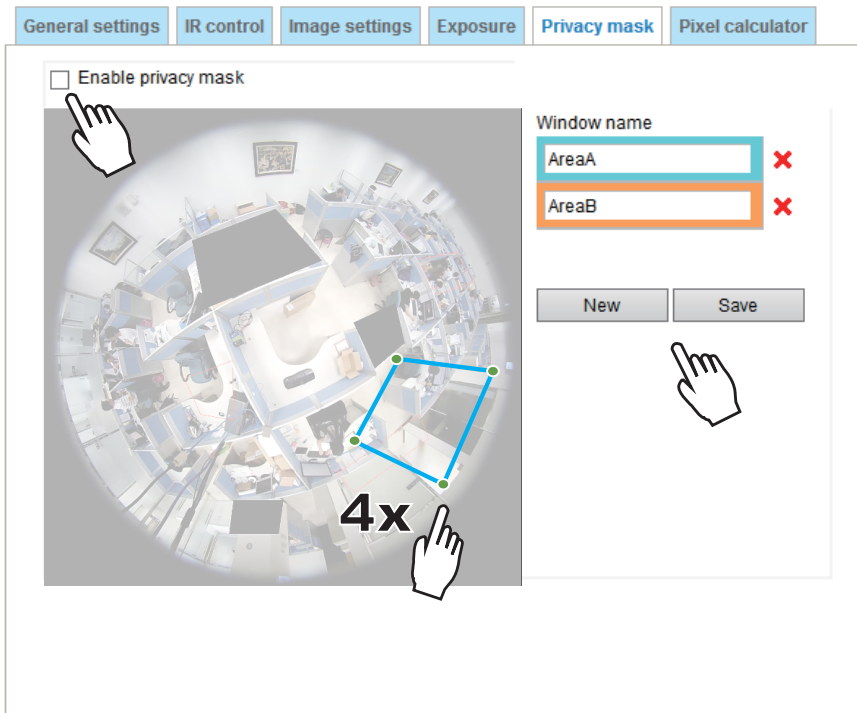 General settings IR control Image settings Exposure Privacy mask Pixel calculator
Enable privacy mask
Window name
AreaA
AreaB
New Save
4x